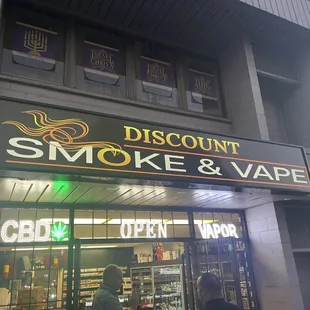 DISCOUNT
SMOKE & VAPE
CBD
OPEN
VAPOR